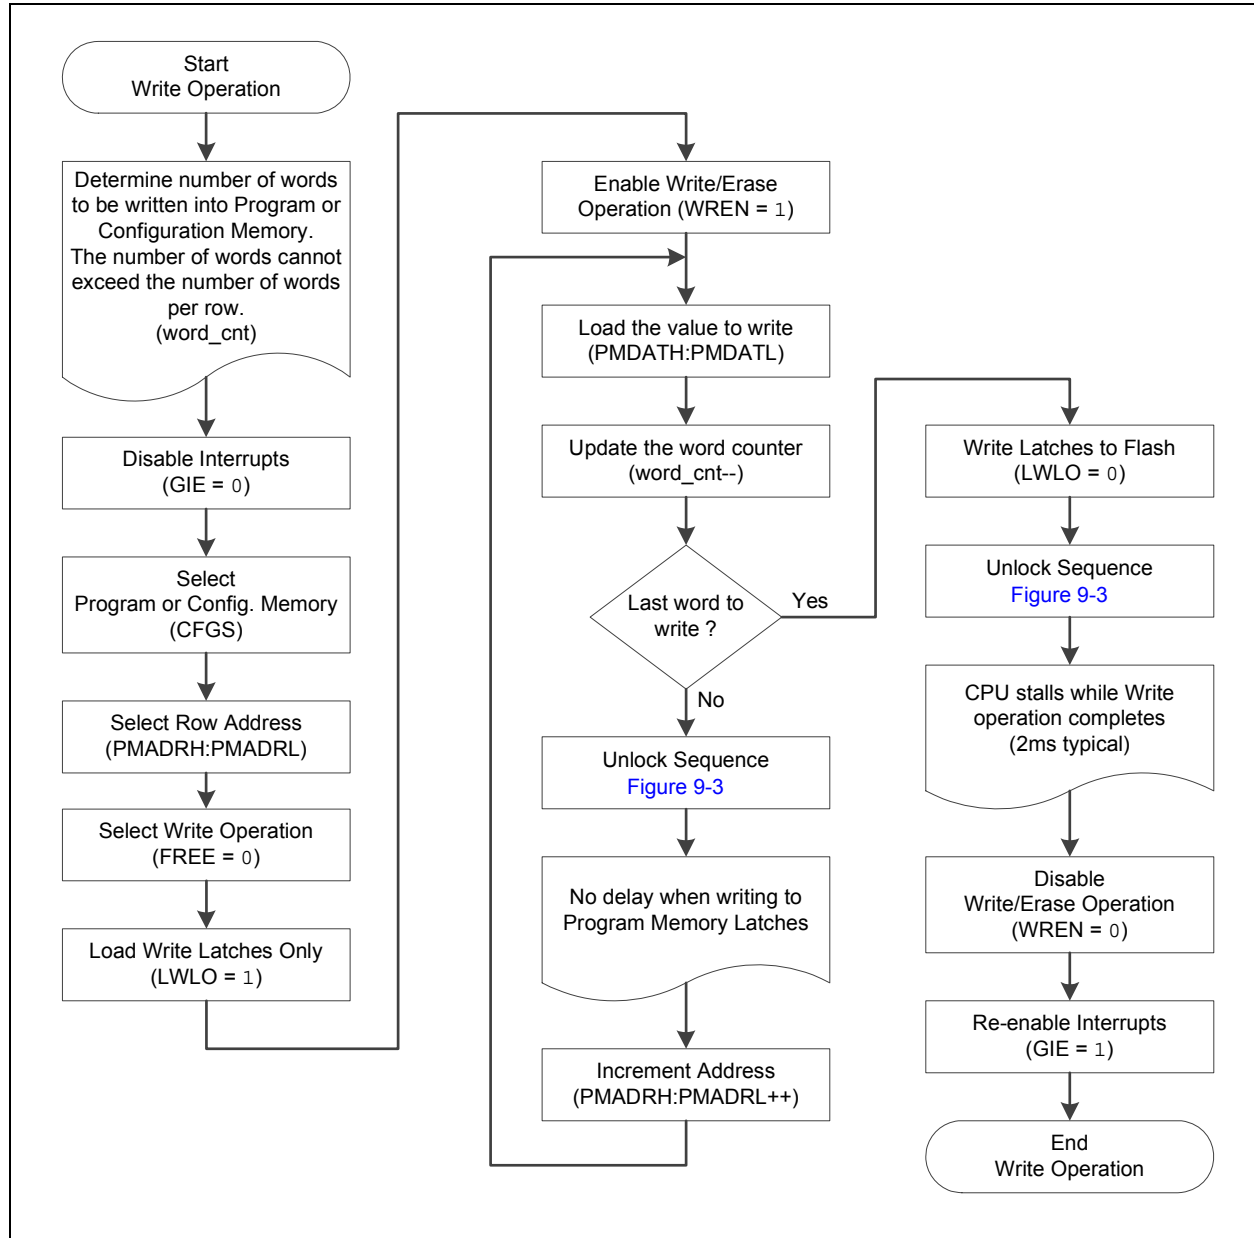 Start
Write Operation
Determine number of words
to be written into Program or
Configuration Memory.
The number of words cannot
exceed the number of words
per row.
(word_cnt)
Disable Interrupts
(GIE = 0)
Select
Program or Config. Memory
(CFGS)
Select Row Address
(PMADRH:PMADRL)
Select Write Operation
(FREE = 0)
Load Write Latches Only
(LWLO = 1)
Enable Write/Erase
Operation (WREN = 1)
Load the value to write
(PMDATH:PMDATL)
Update the word counter
(word_cnt--)
Last word to
write ?
Yes
No
Unlock Sequence
Figure 9-3
No delay when writing to
Program Memory Latches
Increment Address
(PMADRH:PMADRL++)
Write Latches to Flash
(LWLO = 0)
Unlock Sequence
Figure 9-3
CPU stalls while Write
operation completes
(2ms typical)
Disable
Write/Erase Operation
(WREN = 0)
Re-enable Interrupts
(GIE = 1)
End
Write Operation